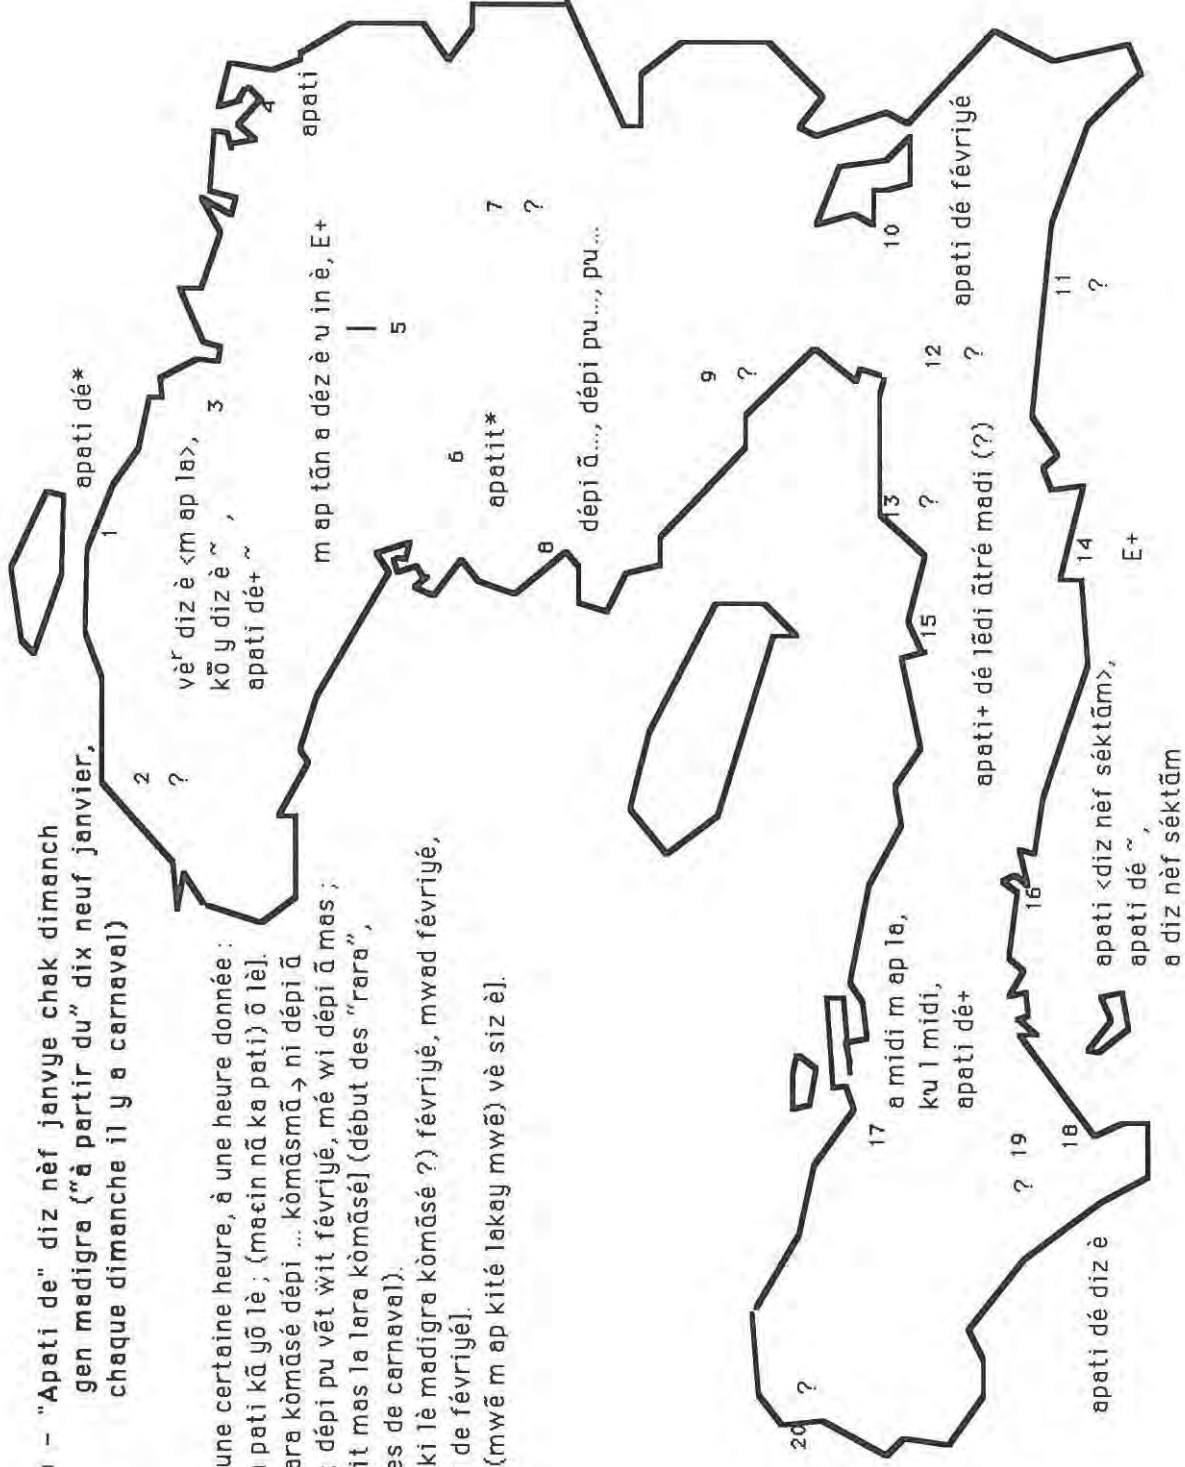 – "Apati de" diz nèf janvye chak dimanch
gen madigra ("à partir du" dix neuf janvier,
chaque dimanche il y a carnaval)
une certaine heure, à une heure donnée :
pati kã yõ lè ; (maɛin nã ka pati) õ lè].
ara kòmãsé dépi ... kòmãsmã → ni dépi ã
dépi pɤu vẽt wit févriyé, mé wi dépi ã mas ;
it mas la lara kòmãsé] (début des "rara",
es de carnaval).
ki lè madigra kòmãsé ?) févriyé, mwad févriyé,
de févriyé].
(mwẽ m ap kité lakay mwẽ) vè siz è].
apati dé*
1
2
?
3
vèʳ diz è <m ap la>,
kõ y diz è ~ ,
apati dé+ ~
4
apati
m ap tãn a déz è ɤu in è, E+
5
6
apatit*
7
?
8
dépi ã..., dépi pɤu..., pɤu...
9
?
10
apati dé févriyé
11
?
12
?
13
?
apati+ dé lẽdi ãtré madi (?)
14
E+
15
16
apati <diz nèf séktãm>,
apati dé ~ ,
a diz nèf séktãm
17
a midi m ap la,
kɤu l midi,
apati dé+
18
apati dé diz è
19
?
20
?